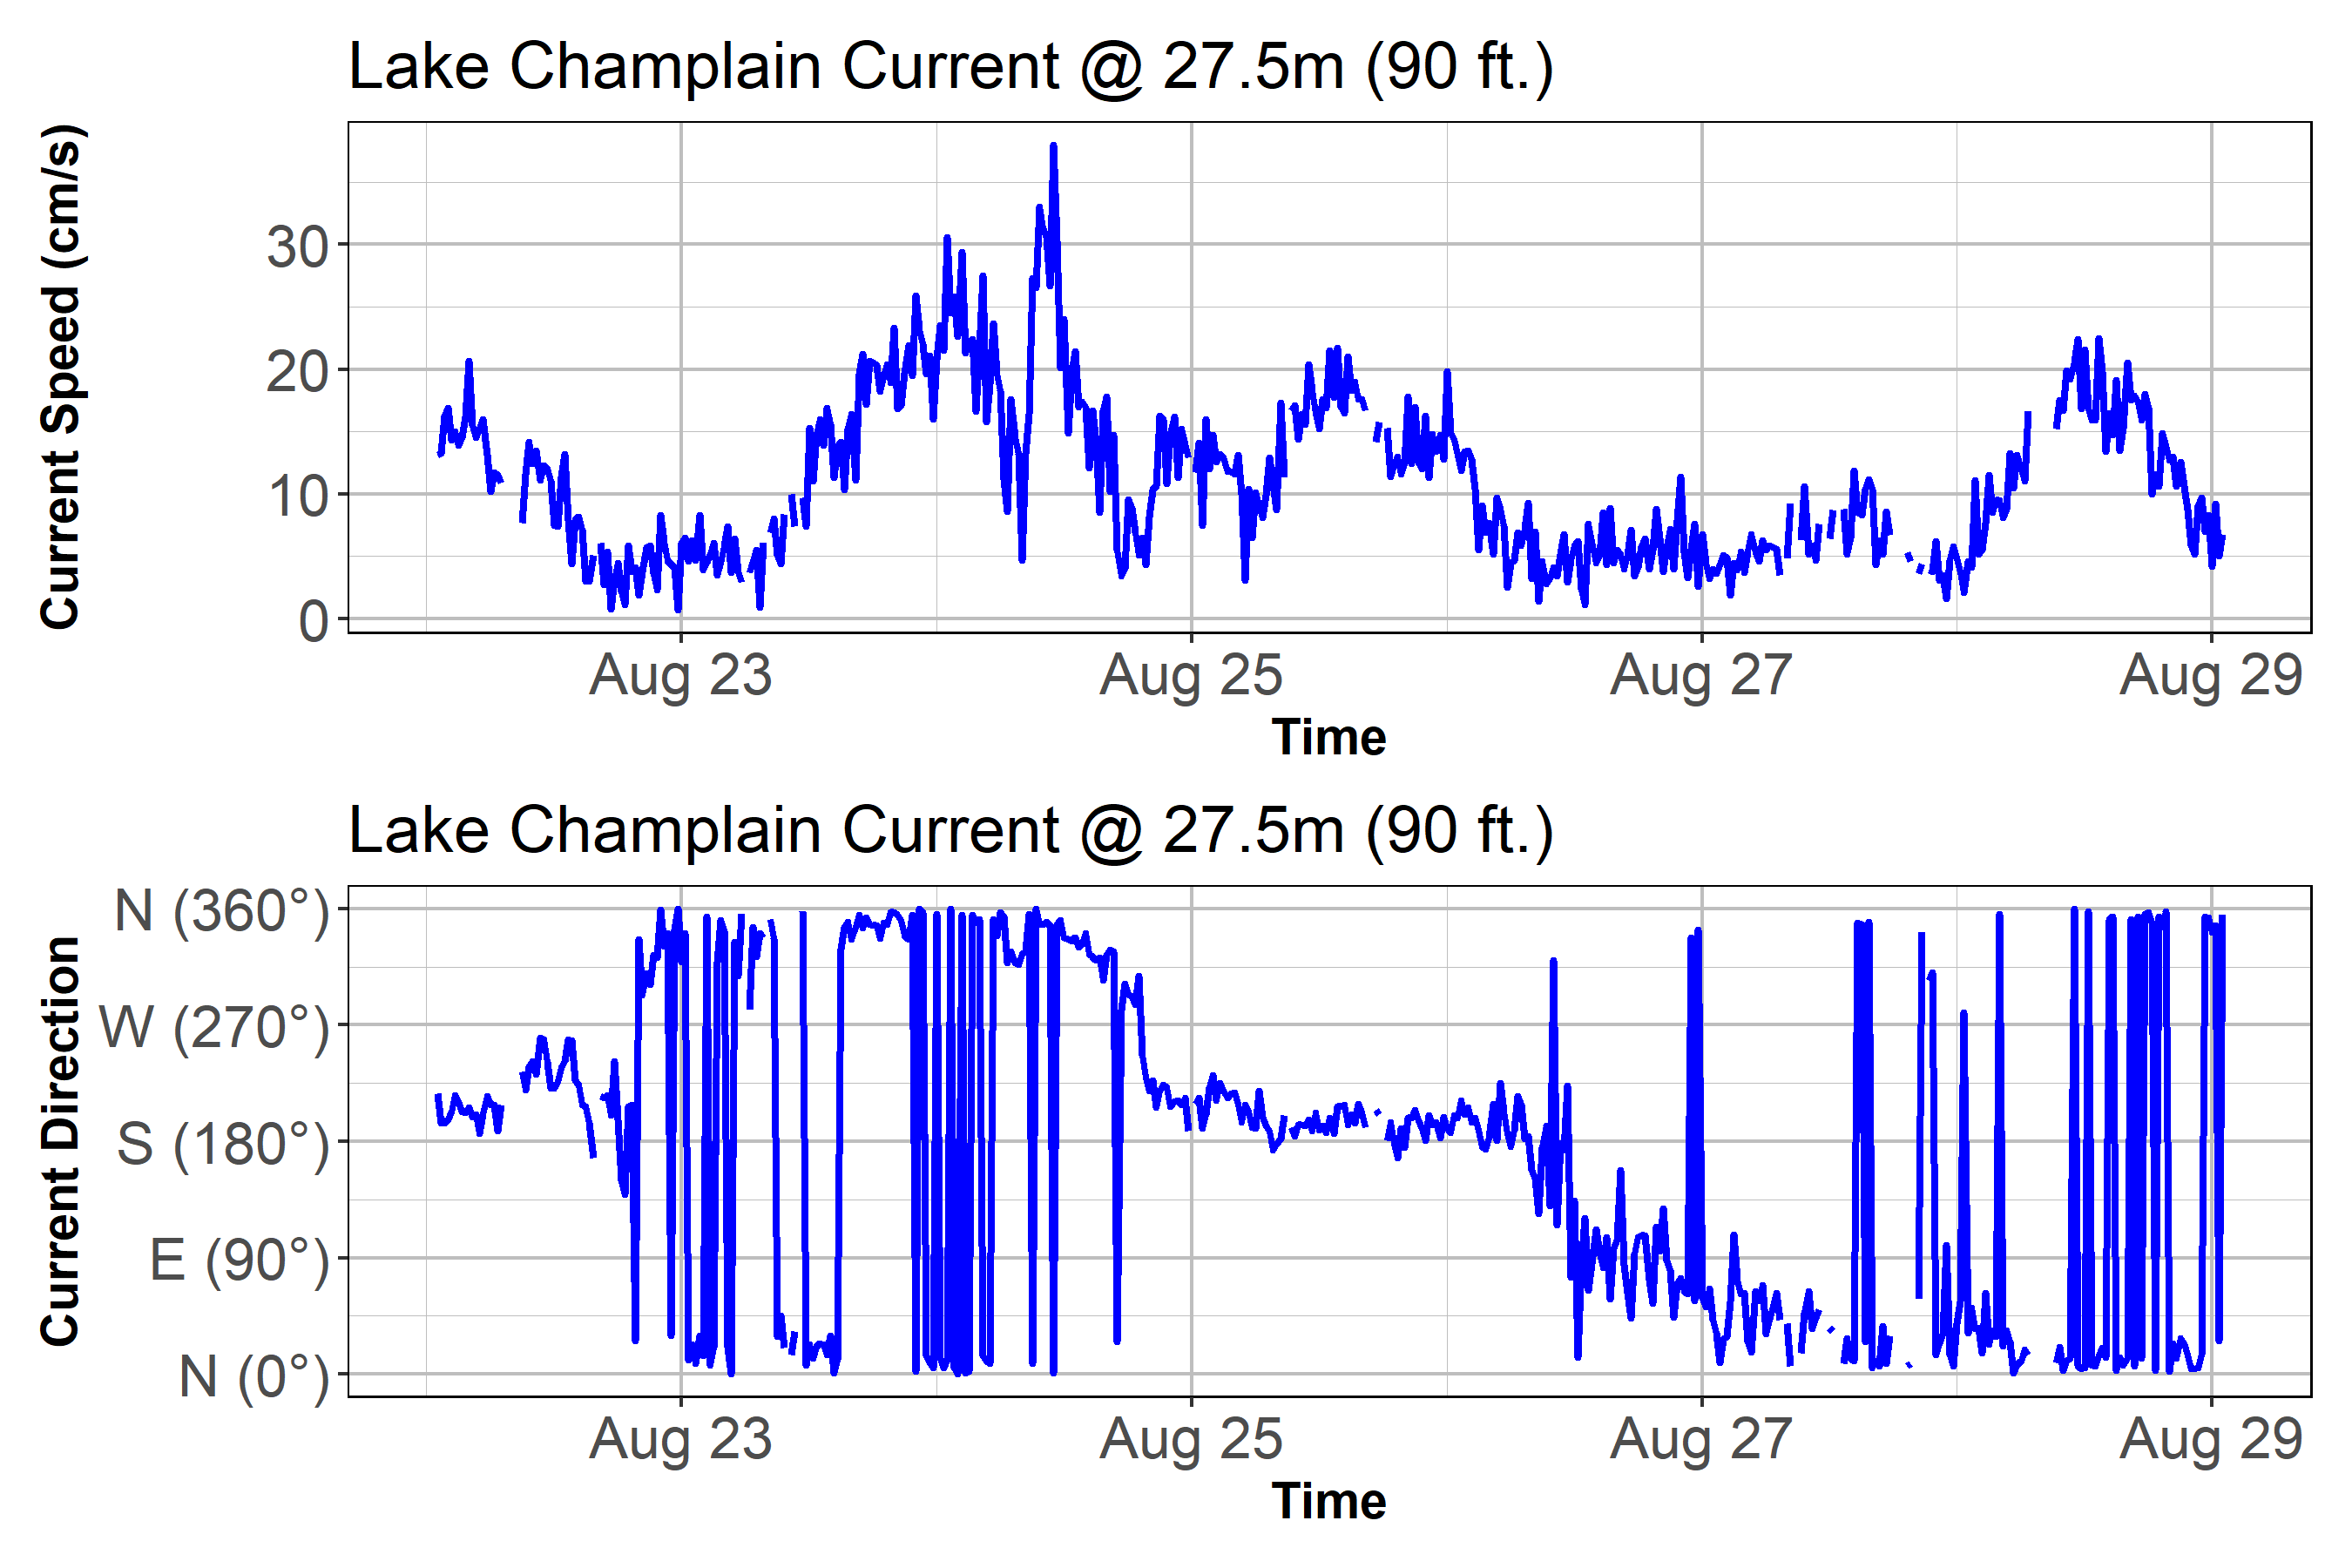 Lake Champlain Current @ 27.5m (90 ft.)
Current Speed (cm/s)
30
20
10
0
Aug 23 Aug 25 Aug 27 Aug 29
Time
Lake Champlain Current @ 27.5m (90 ft.)
Current Direction
N (360°)
W (270°)
S (180°)
E (90°)
N (0°)
Aug 23 Aug 25 Aug 27 Aug 29
Time